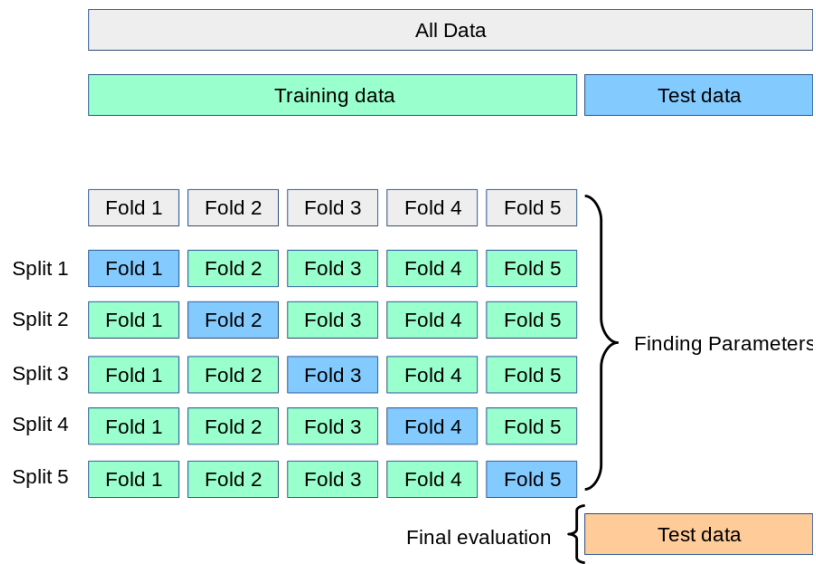 All Data
Training data Test data
Fold 1 Fold 2 Fold 3 Fold 4 Fold 5
Split 1 Fold 1 Fold 2 Fold 3 Fold 4 Fold 5
Split 2 Fold 1 Fold 2 Fold 3 Fold 4 Fold 5
Finding Parameters
Split 3 Fold 1 Fold 2 Fold 3 Fold 4 Fold 5
Split 4 Fold 1 Fold 2 Fold 3 Fold 4 Fold 5
Split 5 Fold 1 Fold 2 Fold 3 Fold 4 Fold 5
Final evaluation Test data